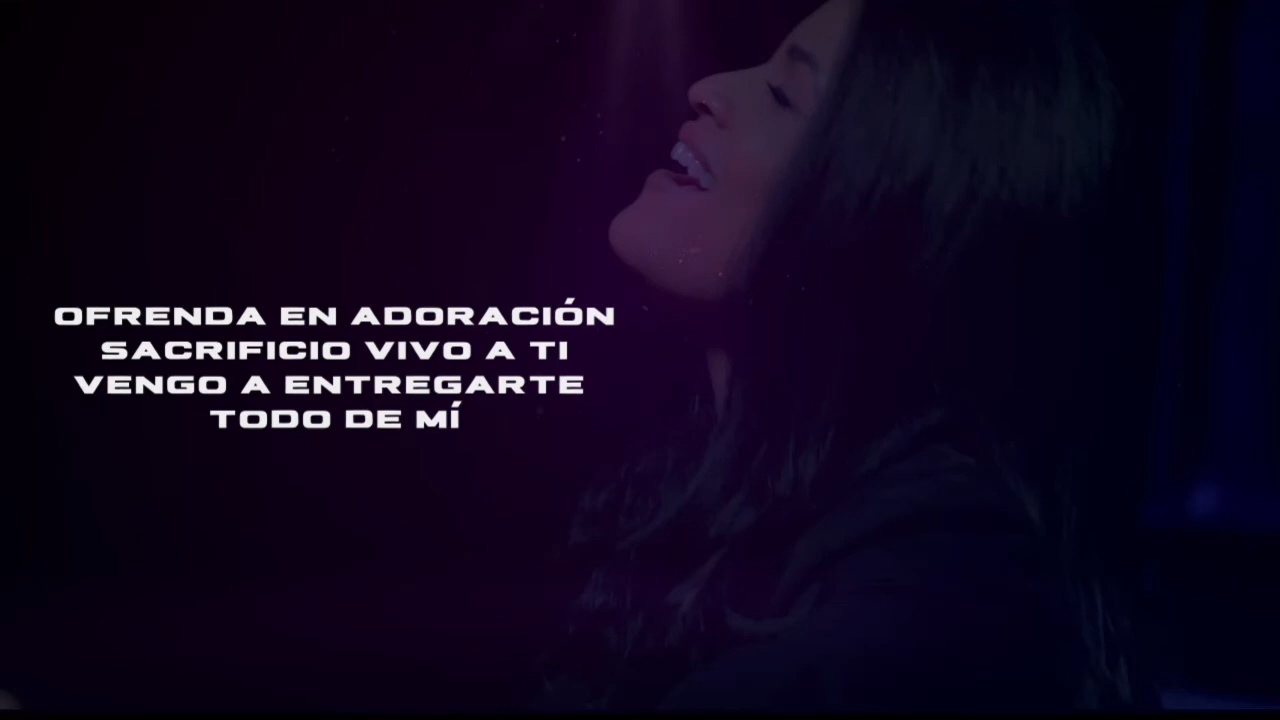 OFRENDA EN ADORACIÓN
SACRIFICIO VIVO A TI
VENGO A ENTREGARTE
TODO DE MÍ